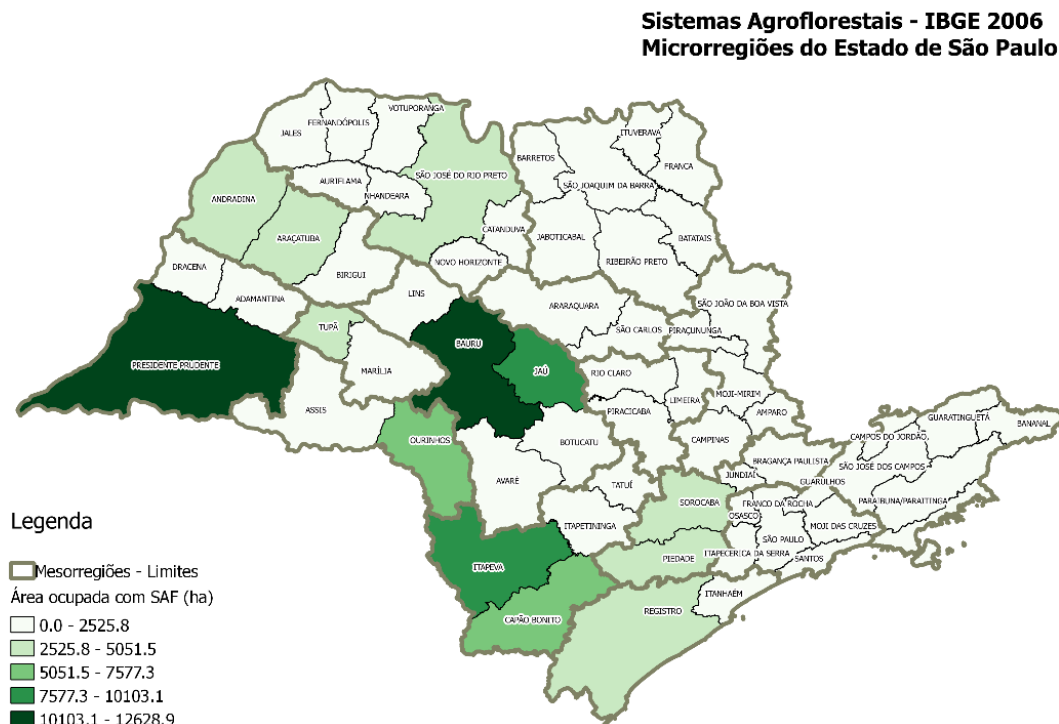 Sistemas Agroflorestais - IBGE 2006
Microrregiões do Estado de São Paulo
VOTUPORANGA
FERNANDÓPOLIS
JALES
ITUVERAVA
BARRETOS
FRANCA
AURIFLAMA
SÃO JOSÉ DO RIO PRETO
SÃO JOAQUIM DA BARRA
NHANDEARA
ANDRADINA
CATANDUVA
JABOTICABAL
BATATAIS
ARAÇATUBA
NOVO HORIZONTE
RIBEIRÃO PRETO
DRACENA
BIRIGUI
ADAMANTINA
LINS
ARARAQUARA
SÃO JOÃO DA BOA VISTA
TUPÃ
SÃO CARLOS
PIRAÇUNUNGA
BAURU
PRESIDENTE PRUDENTE
MARÍLIA
JAÚ
RIO CLARO
MOJI-MIRIM
LIMEIRA
ASSIS
PIRACICABA
AMPARO
GUARATINGUETÁ
BANANAL
OURINHOS
BOTUCATU
CAMPINAS
CAMPOS DO JORDÃO
BRAGANÇA PAULISTA
SÃO JOSÉ DOS CAMPOS
AVARÉ
TATUÍ
JUNDIAÍ
GUARULHOS
SOROCABA
FRANCO DA ROCHA
PARAIBUNA/PARAITINGA
OSASCO
ITAPETININGA
MOJI DAS CRUZES
SÃO PAULO
PIEDADE
ITAPECERICA DA SERRA
SANTOS
ITAPEVA
ITANHAÉM
REGISTRO
CAPÃO BONITO
Legenda
Mesorregiões - Limites
Área ocupada com SAF (ha)
0.0 - 2525.8
2525.8 - 5051.5
5051.5 - 7577.3
7577.3 - 10103.1
10103.1 - 12628.9